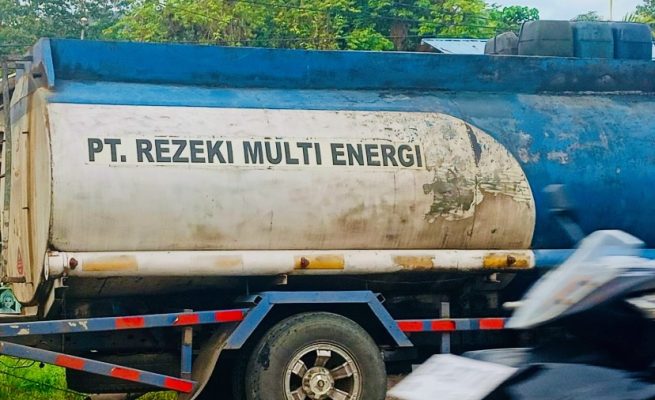 PT. REZEKI MULTI ENERGI